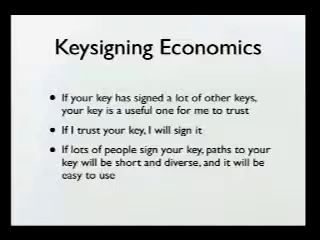 Keysigning Economics
• If your key has signed a lot of other keys,
your key is a useful one for me to trust
• If I trust your key, I will sign it
• If lots of people sign your key, paths to your
key will be short and diverse, and it will be
easy to use